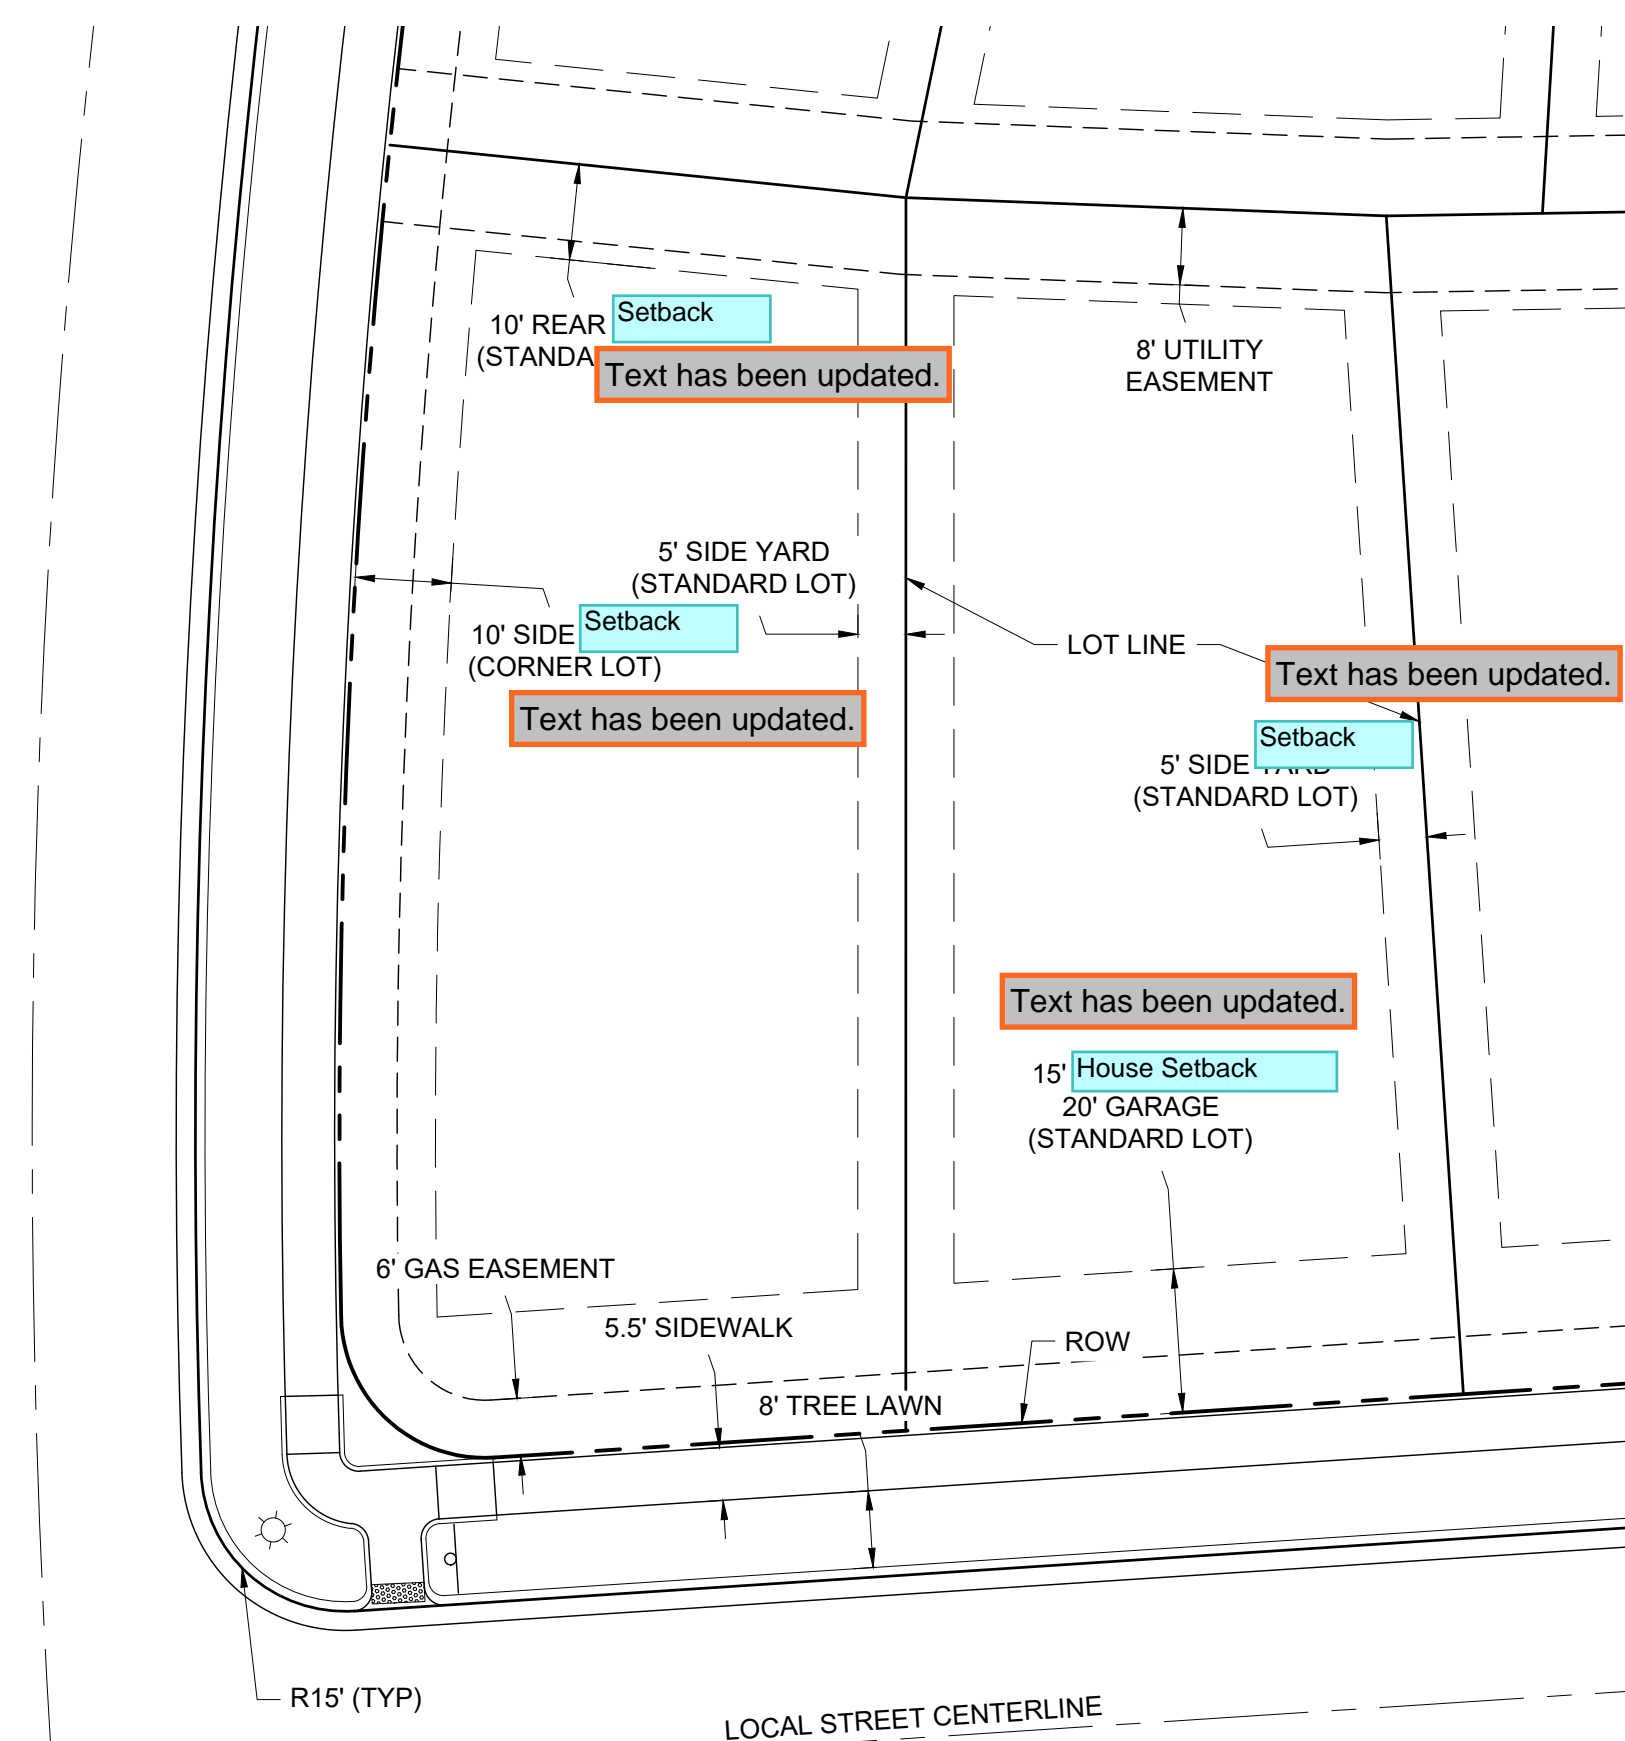 10' REAR
Setback
(STANDA
Text has been updated.
8' UTILITY
EASEMENT
5' SIDE YARD
(STANDARD LOT)
10' SIDE
Setback
(CORNER LOT)
Text has been updated.
LOT LINE
Text has been updated.
Setback
5' SIDE YARD
(STANDARD LOT)
Text has been updated.
15' House Setback
20' GARAGE
(STANDARD LOT)
6' GAS EASEMENT
5.5' SIDEWALK
ROW
8' TREE LAWN
R15' (TYP)
LOCAL STREET CENTERLINE